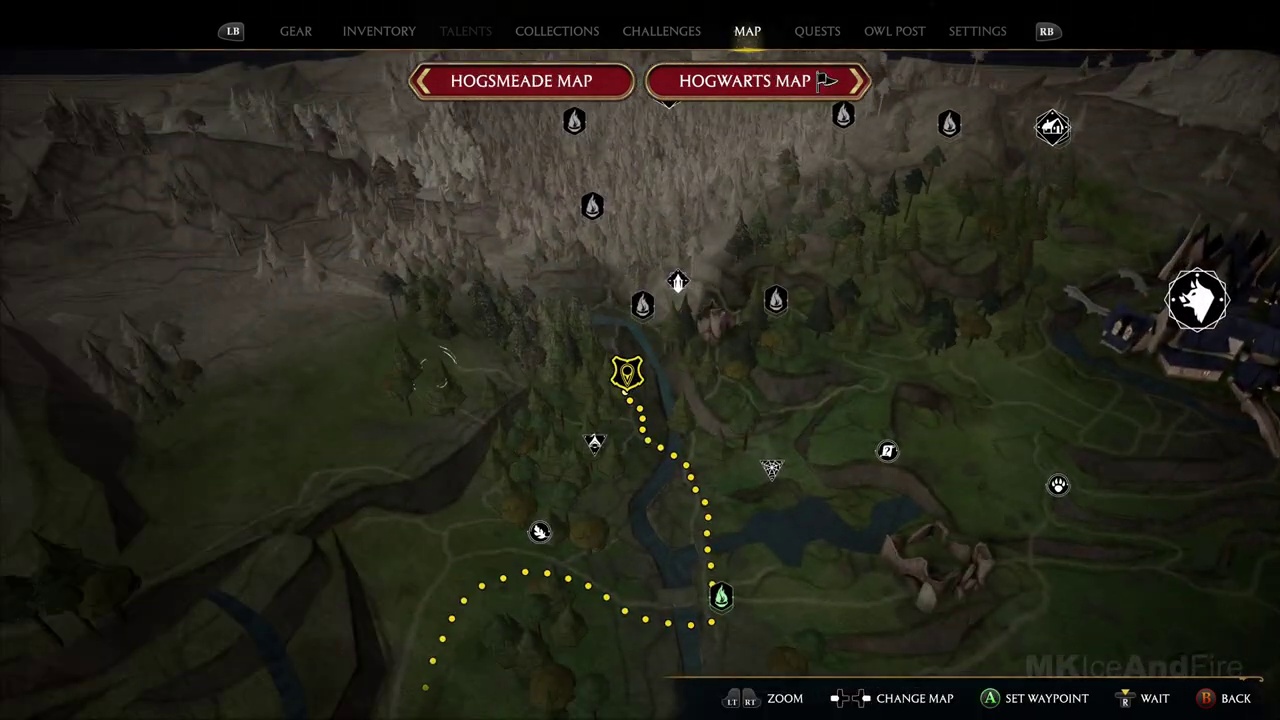 LB GEAR INVENTORY TALENTS COLLECTIONS CHALLENGES MAP QUESTS OWL POST SETTINGS RB
HOGSMEADE MAP HOGWARTS MAP
MKIceAndFire
LT RT ZOOM CHANGE MAP A SET WAYPOINT R WAIT B BACK